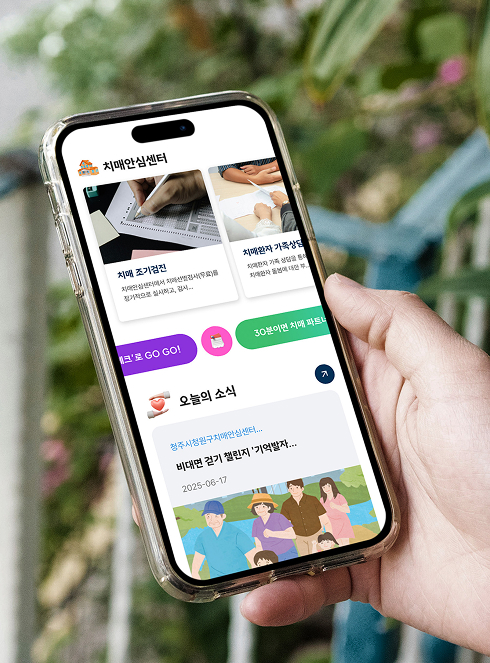 치매안심센터
치매 조기검진
치매안심센터에서 치매선별검사(무료)를
정기적으로 실시하고, 검사...
치매환자 가족상담
치매환자 가족 상담을 통하
치매환자 돌봄에 대한 부...
체크'로 GO GO!
30분이면 치매 파트너
오늘의 소식
청주시청원구치매안심센터...
비대면 걷기 챌린지 '기억발자...
2025-06-17